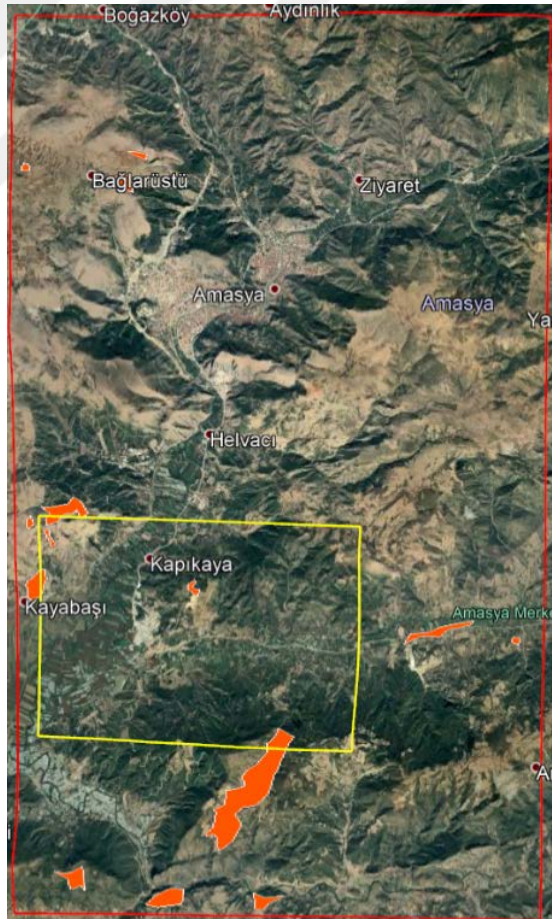 Boğazköy
Aydınlık
Bağlarüstü
Ziyaret
Amasya
Amasya
Helvacı
Kapıkaya
Kayabaşı
Amasya Merke